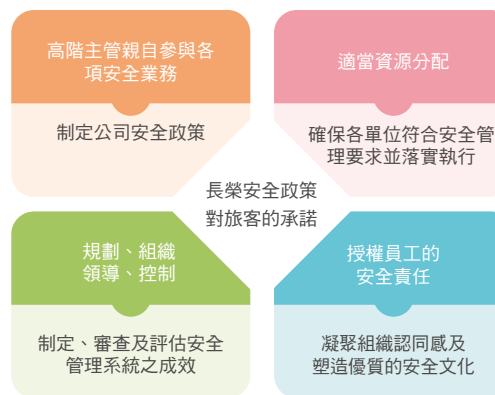 高階主管親自參與各
項安全業務
制定公司安全政策
適當資源分配
確保各單位符合安全管
理要求並落實執行
長榮安全政策
對旅客的承諾
規劃、組織
領導、控制
制定、審查及評估安全
管理系統之成效
授權員工的
安全責任
凝聚組織認同感及
塑造優質的安全文化